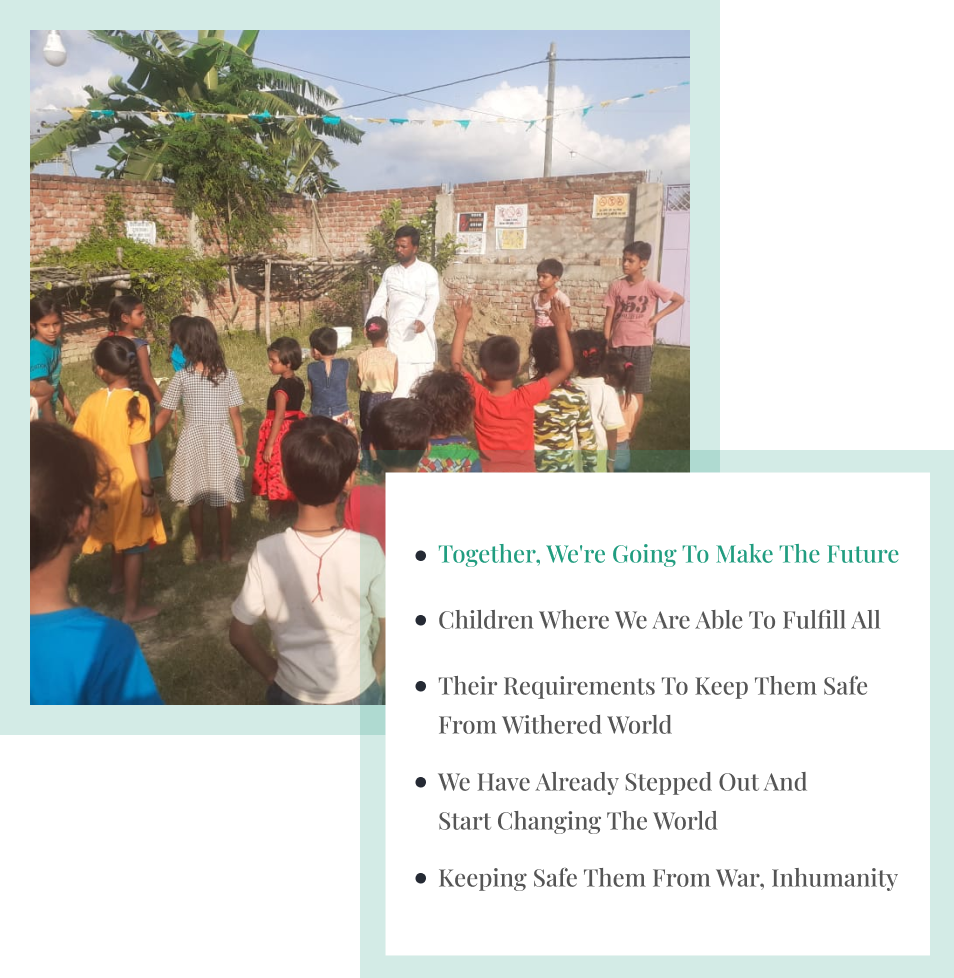 Together, We're Going To Make The Future
Children Where We Are Able To Fulfill All
Their Requirements To Keep Them Safe
From Withered World
We Have Already Stepped Out And
Start Changing The World
Keeping Safe Them From War, Inhumanity